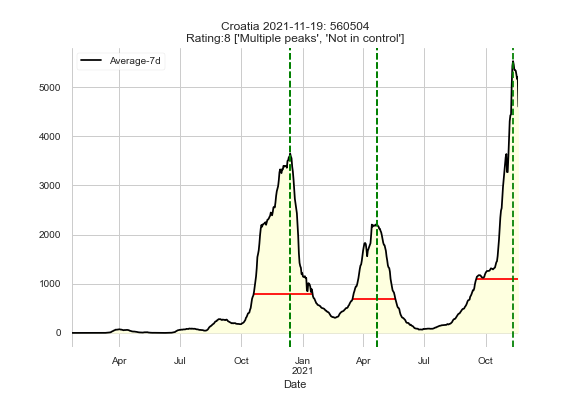 Croatia 2021-11-19: 560504
Rating:8 ['Multiple peaks', 'Not in control']
Average-7d
5000
4000
3000
2000
1000
0
Apr Jul Oct Jan Apr Jul Oct
2021
Date